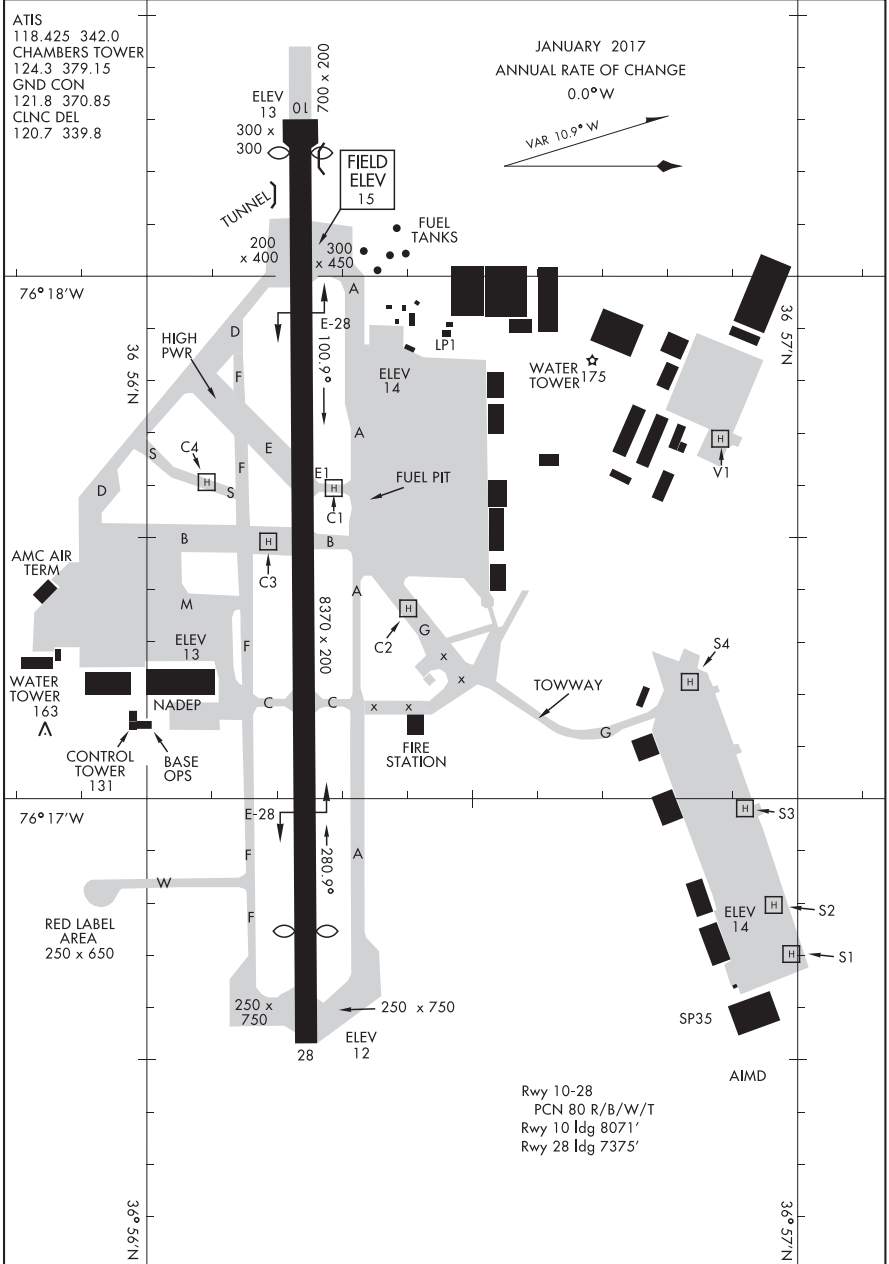 ATIS
118.425 342.0
CHAMBERS TOWER
124.3 379.15
GND CON
121.8 370.85
CLNC DEL
120.7 339.8
JANUARY 2017
ANNUAL RATE OF CHANGE
0.0° W
VAR 10.9° W
ELEV
13
01
700 x 200
300 x
300
FIELD
ELEV
15
TUNNEL
FUEL
TANKS
200
x 400
300
x 450
A
76° 18'W
36 57'N
E-28
LP1
D
HIGH
PWR
100.9°
36 56'N
F
ELEV
14
WATER
TOWER
175
A
C4
E
S
F
E1
H
V1
FUEL PIT
H
S
H
D
C1
B
H
B
AMC AIR
TERM
C3
A
M
8370 x 200
H
C2
G
ELEV
13
F
x
S4
x
H
WATER
TOWER
163
NADEP
C
C
x
x
TOWWAY
G
CONTROL
TOWER
131
BASE
OPS
FIRE
STATION
76° 17'W
E-28
H
S3
F
280.9°
A
W
H
S2
F
ELEV
14
RED LABEL
AREA
250 x 650
H
S1
250 x
750
250 x 750
SP35
28
ELEV
12
AIMD
Rwy 10-28
PCN 80 R/B/W/T
Rwy 10 ldg 8071'
Rwy 28 ldg 7375'
36° 56'N
36° 57'N